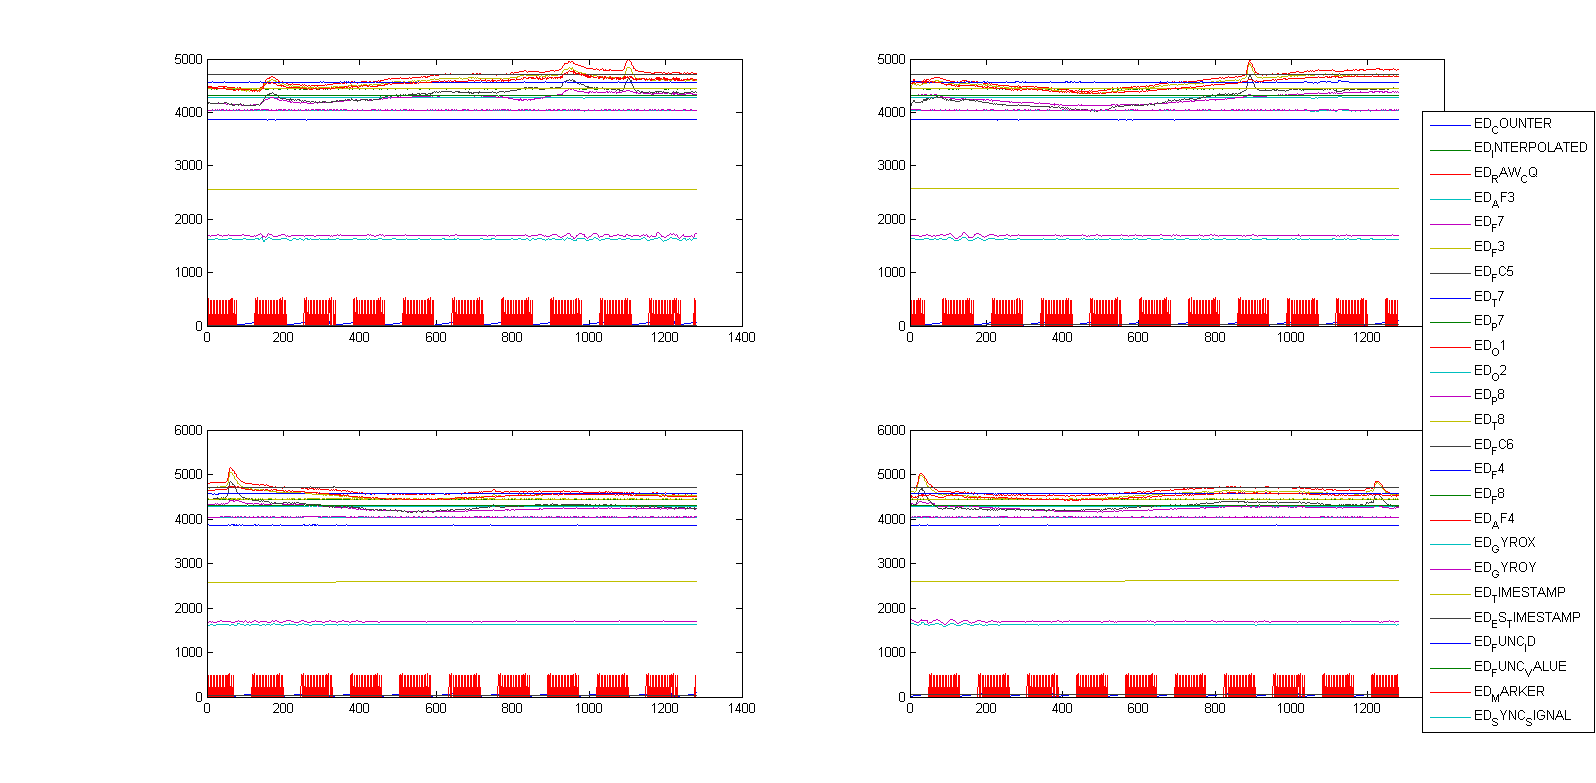 5000
4000
3000
2000
1000
0
0 200 400 600 800 1000 1200 1400
5000
4000
3000
2000
1000
0
0 200 400 600 800 1000 1200
6000
5000
4000
3000
2000
1000
0
0 200 400 600 800 1000 1200 1400
6000
5000
4000
3000
2000
1000
0
0 200 400 600 800 1000 1200
ED_COUNTER
ED_INTERPOLATED
ED_RAW_CQ
ED_AF3
ED_F7
ED_F3
ED_FC5
ED_T7
ED_P7
ED_O1
ED_O2
ED_P8
ED_T8
ED_FC6
ED_F4
ED_F8
ED_AF4
ED_GYROX
ED_GYROY
ED_TIMESTAMP
ED_ES_TIMESTAMP
ED_FUNC_ID
ED_FUNC_VALUE
ED_MARKER
ED_SYNC_SIGNAL